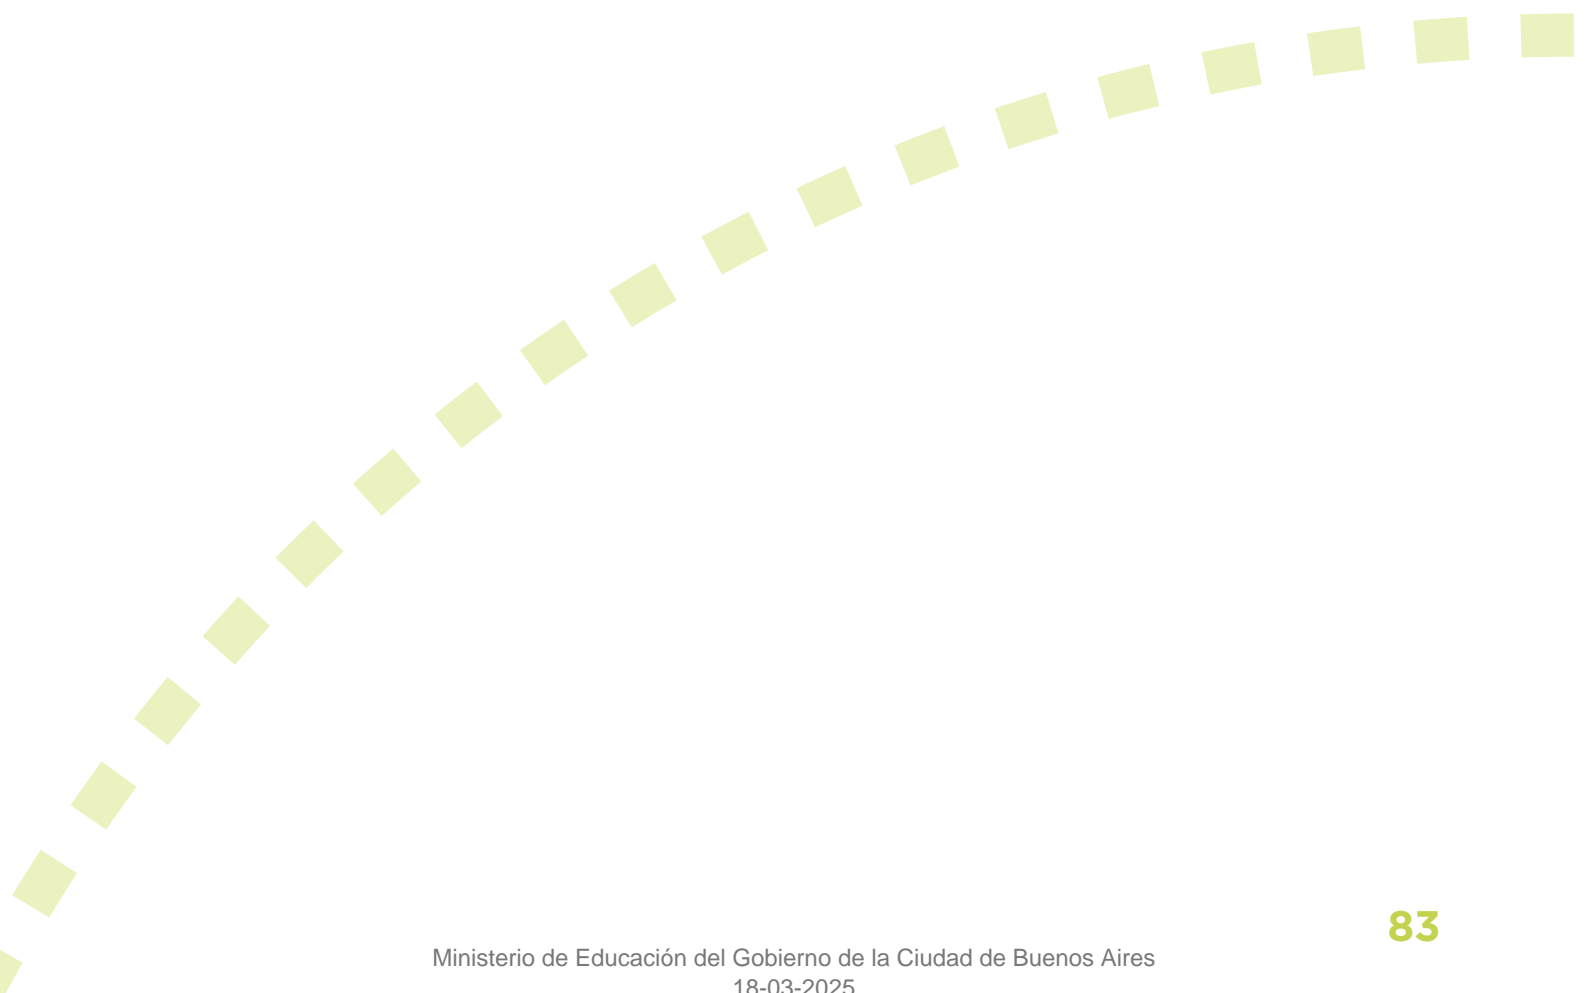 83
Ministerio de Educación del Gobierno de la Ciudad de Buenos Aires
18-03-2025